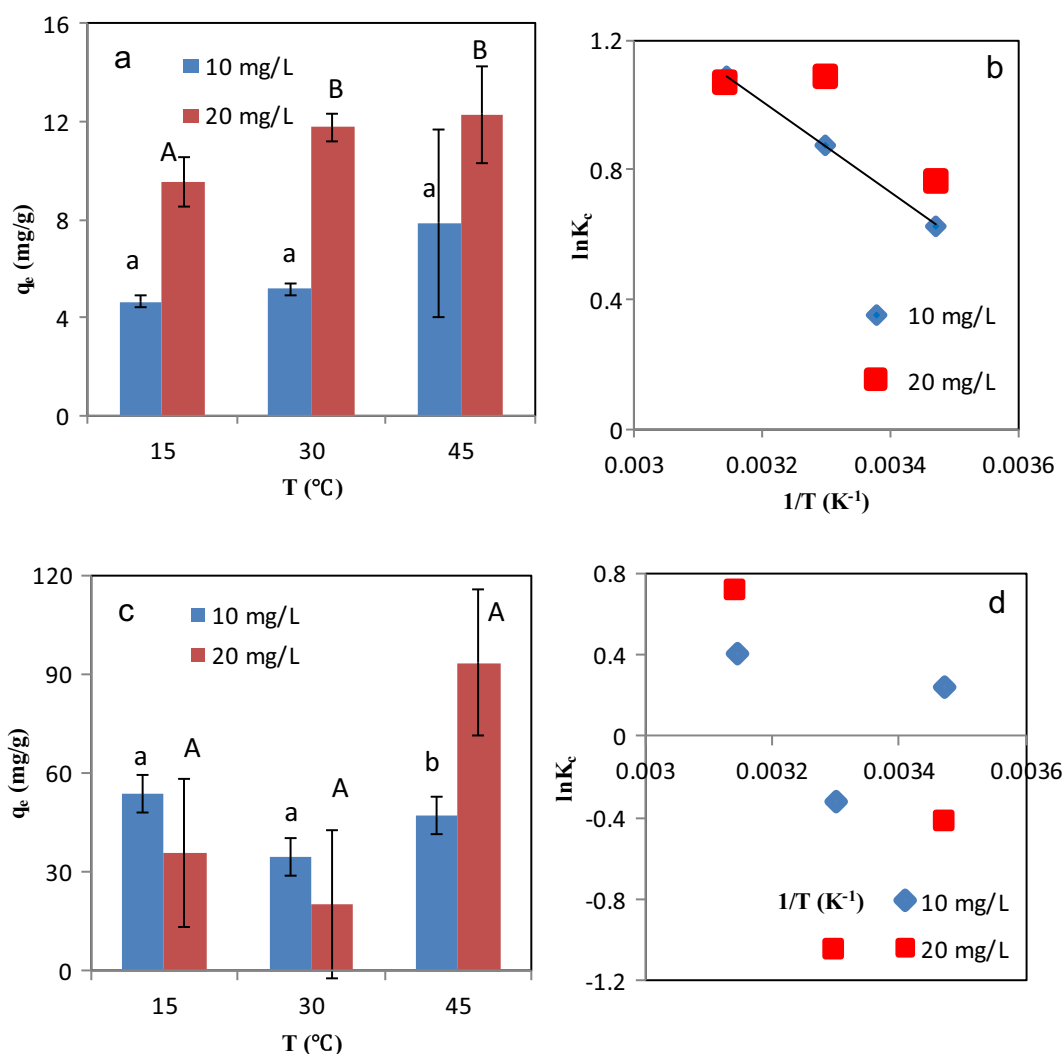 a
10 mg/L
20 mg/L
16
12
8
4
0
qₑ (mg/g)
a
A
a
B
a
B
15
30
45
T (℃)
b
1.2
0.8
0.4
0
lnK꜀
10 mg/L
20 mg/L
0.003
0.0032
0.0034
0.0036
1/T (K⁻¹)
c
10 mg/L
20 mg/L
120
90
60
30
0
qₑ (mg/g)
a
A
a
A
b
A
15
30
45
T (℃)
d
0.8
0.4
0
-0.4
-0.8
-1.2
lnK꜀
0.003
0.0032
0.0034
0.0036
1/T (K⁻¹)
10 mg/L
20 mg/L